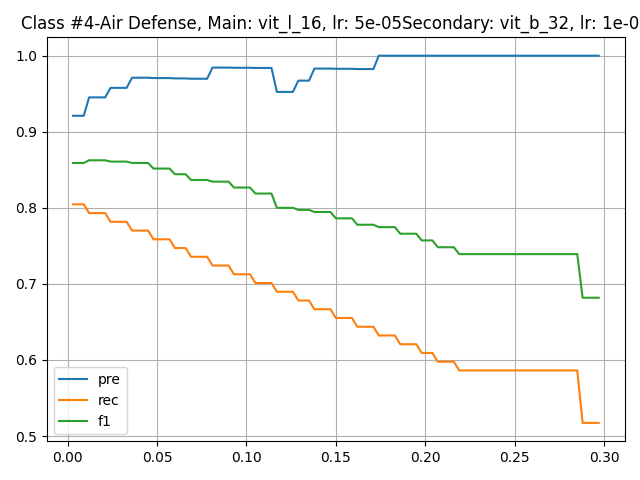 Class #4-Air Defense, Main: vit_l_16, lr: 5e-05Secondary: vit_b_32, lr: 1e-0
1.0
0.9
0.8
0.7
0.6
0.5
pre
rec
f1
0.00 0.05 0.10 0.15 0.20 0.25 0.30